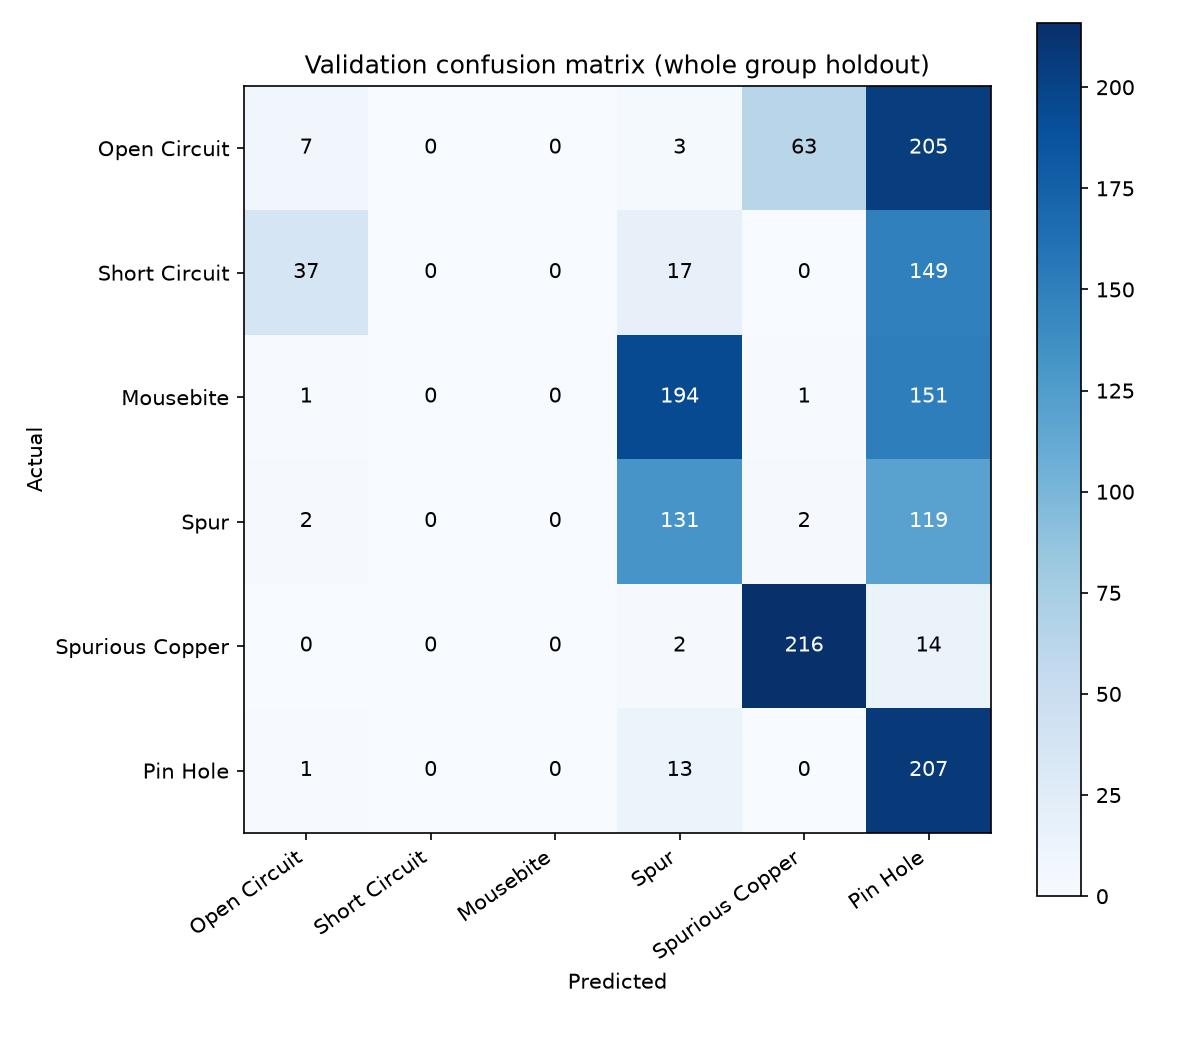 Validation confusion matrix (whole group holdout)
Open Circuit 7 0 0 3 63 205
Short Circuit 37 0 0 17 0 149
Mousebite 1 0 0 194 1 151
Spur 2 0 0 131 2 119
Spurious Copper 0 0 0 2 216 14
Pin Hole 1 0 0 13 0 207
Actual
Open Circuit Short Circuit Mousebite Spur Spurious Copper Pin Hole
Predicted
200
175
150
125
100
75
50
25
0